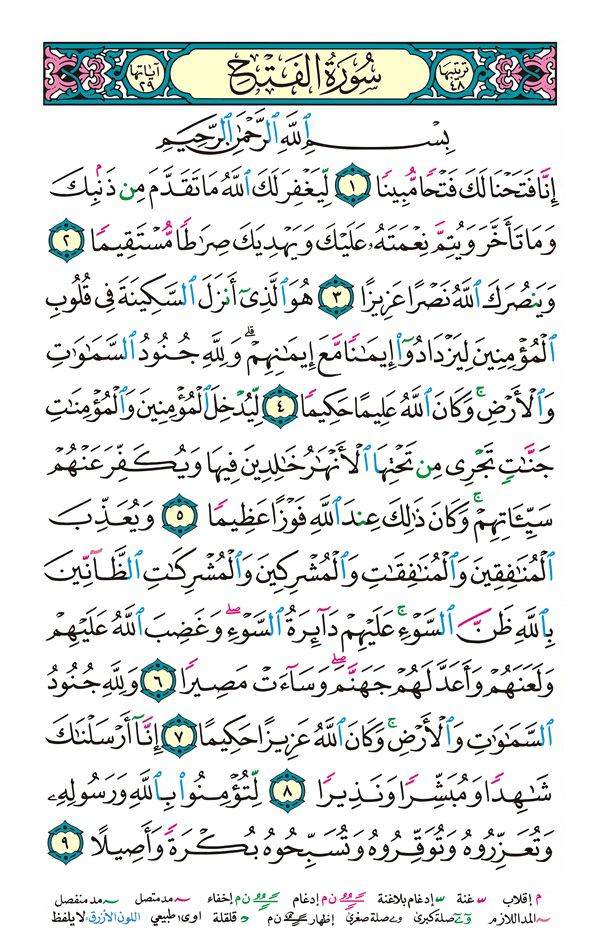 ترتيبها ٤٨ سُورَةُ الفَتْح آياتها ٢٩
بِسْمِ ٱللَّهِ ٱلرَّحْمَٰنِ ٱلرَّحِيمِ
إِنَّا فَتَحْنَا لَكَ فَتْحًا مُّبِينًا ١ لِّيَغْفِرَ لَكَ ٱللَّهُ مَا تَقَدَّمَ مِن ذَنۢبِكَ
وَمَا تَأَخَّرَ وَيُتِمَّ نِعْمَتَهُۥ عَلَيْكَ وَيَهْدِيَكَ صِرَٰطًا مُّسْتَقِيمًا ٢
وَيَنصُرَكَ ٱللَّهُ نَصْرًا عَزِيزًا ٣ هُوَ ٱلَّذِىٓ أَنزَلَ ٱلسَّكِينَةَ فِى قُلُوبِ
ٱلْمُؤْمِنِينَ لِيَزْدَادُوٓا۟ إِيمَٰنًا مَّعَ إِيمَٰنِهِمْ ۗ وَلِلَّهِ جُنُودُ ٱلسَّمَٰوَٰتِ
وَٱلْأَرْضِ ۚ وَكَانَ ٱللَّهُ عَلِيمًا حَكِيمًا ٤ لِّيُدْخِلَ ٱلْمُؤْمِنِينَ وَٱلْمُؤْمِنَٰتِ
جَنَّٰتٍ تَجْرِى مِن تَحْتِهَا ٱلْأَنْهَٰرُ خَٰلِدِينَ فِيهَا وَيُكَفِّرَ عَنْهُمْ
سَيِّـَٔاتِهِمْ ۚ وَكَانَ ذَٰلِكَ عِندَ ٱللَّهِ فَوْزًا عَظِيمًا ٥ وَيُعَذِّبَ
ٱلْمُنَٰفِقِينَ وَٱلْمُنَٰفِقَٰتِ وَٱلْمُشْرِكِينَ وَٱلْمُشْرِكَٰتِ ٱلظَّآنِّينَ
بِٱللَّهِ ظَنَّ ٱلسَّوْءِ ۚ عَلَيْهِمْ دَآئِرَةُ ٱلسَّوْءِ ۖ وَغَضِبَ ٱللَّهُ عَلَيْهِمْ
وَلَعَنَهُمْ وَأَعَدَّ لَهُمْ جَهَنَّمَ ۖ وَسَآءَتْ مَصِيرًا ٦ وَلِلَّهِ جُنُودُ
ٱلسَّمَٰوَٰتِ وَٱلْأَرْضِ ۚ وَكَانَ ٱللَّهُ عَزِيزًا حَكِيمًا ٧ إِنَّآ أَرْسَلْنَٰكَ
شَٰهِدًا وَمُبَشِّرًا وَنَذِيرًا ٨ لِّتُؤْمِنُوا۟ بِٱللَّهِ وَرَسُولِهِۦ
وَتُعَزِّرُوهُ وَتُوَقِّرُوهُ وَتُسَبِّحُوهُ بُكْرَةً وَأَصِيلًا ٩
م إقلاب غنة إدغام بلاغنة ن م إدغام ن م إخفاء مد متصل مد منفصل
المد اللازم صلة كبرى صلة صغرى إظهار ن م قلقلة اوى: طبيعي اللون الأزرق: لا يلفظ